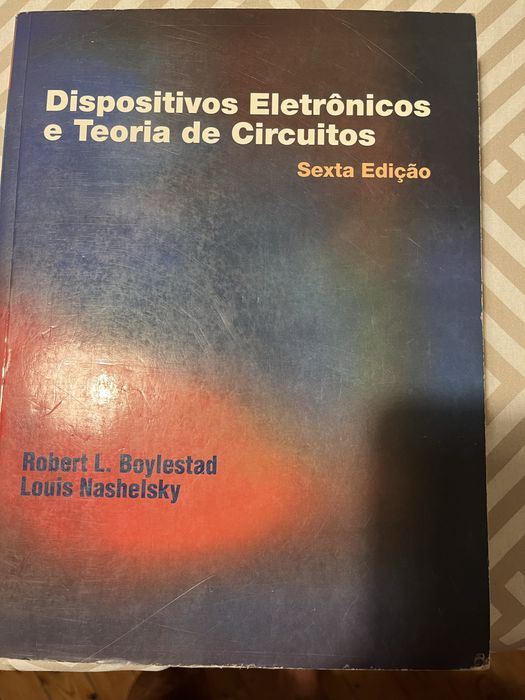 Dispositivos Eletrônicos
e Teoria de Circuitos
Sexta Edição
Robert L. Boylestad
Louis Nashelsky